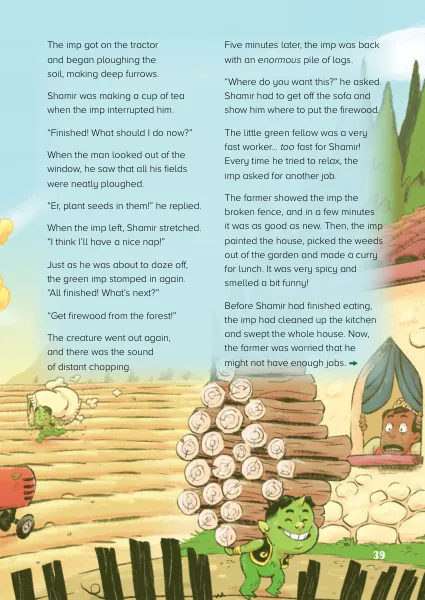 The imp got on the tractor
and began ploughing the
soil, making deep furrows.
Shamir was making a cup of tea
when the imp interrupted him.
“Finished! What should I do now?”
When the man looked out of the
window, he saw that all his fields
were neatly ploughed.
“Er, plant seeds in them!” he replied.
When the imp left, Shamir stretched.
“I think I’ll have a nice nap!”
Just as he was about to doze off,
the green imp stomped in again.
“All finished! What’s next?”
“Get firewood from the forest!”
The creature went out again,
and there was the sound
of distant chopping.
Five minutes later, the imp was back
with an enormous pile of logs.
“Where do you want this?” he asked.
Shamir had to get off the sofa and
show him where to put the firewood.
The little green fellow was a very
fast worker... too fast for Shamir!
Every time he tried to relax, the
imp asked for another job.
The farmer showed the imp the
broken fence, and in a few minutes
it was as good as new. Then, the imp
painted the house, picked the weeds
out of the garden and made a curry
for lunch. It was very spicy and
smelled a bit funny!
Before Shamir had finished eating,
the imp had cleaned up the kitchen
and swept the whole house. Now,
the farmer was worried that he
might not have enough jobs.
39